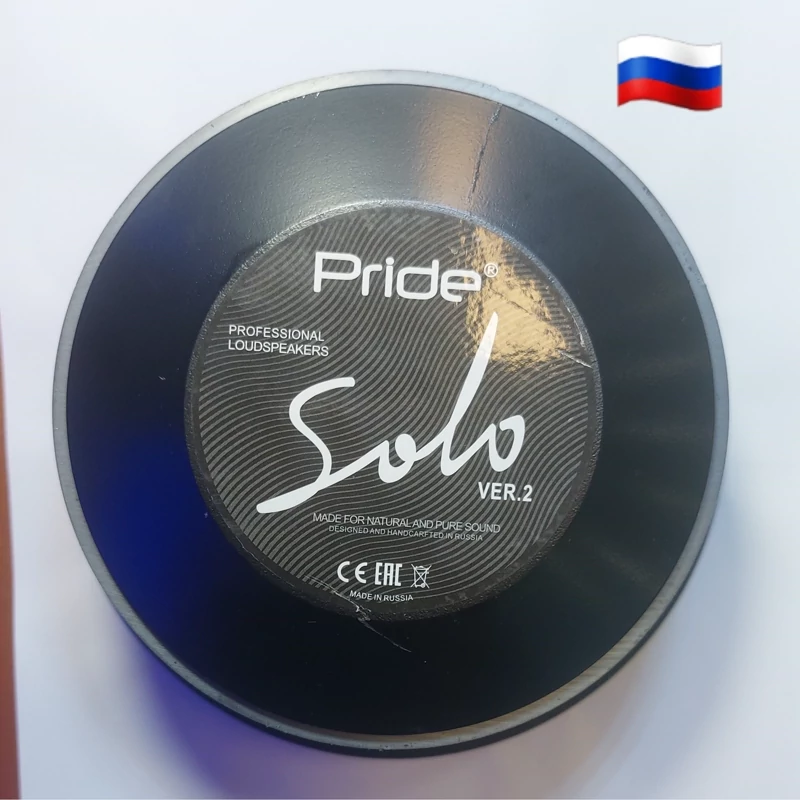 Pride®
PROFESSIONAL
LOUDSPEAKERS
Solo
VER.2
MADE FOR NATURAL AND PURE SOUND
DESIGNED AND HANDCARFTED IN RUSSIA
CE EAC
MADE IN RUSSIA